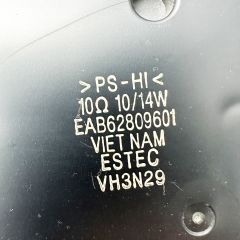 >PS-HI<
10Ω 10/14W
EAB62809601
VIET NAM
ESTEC
VH3N29